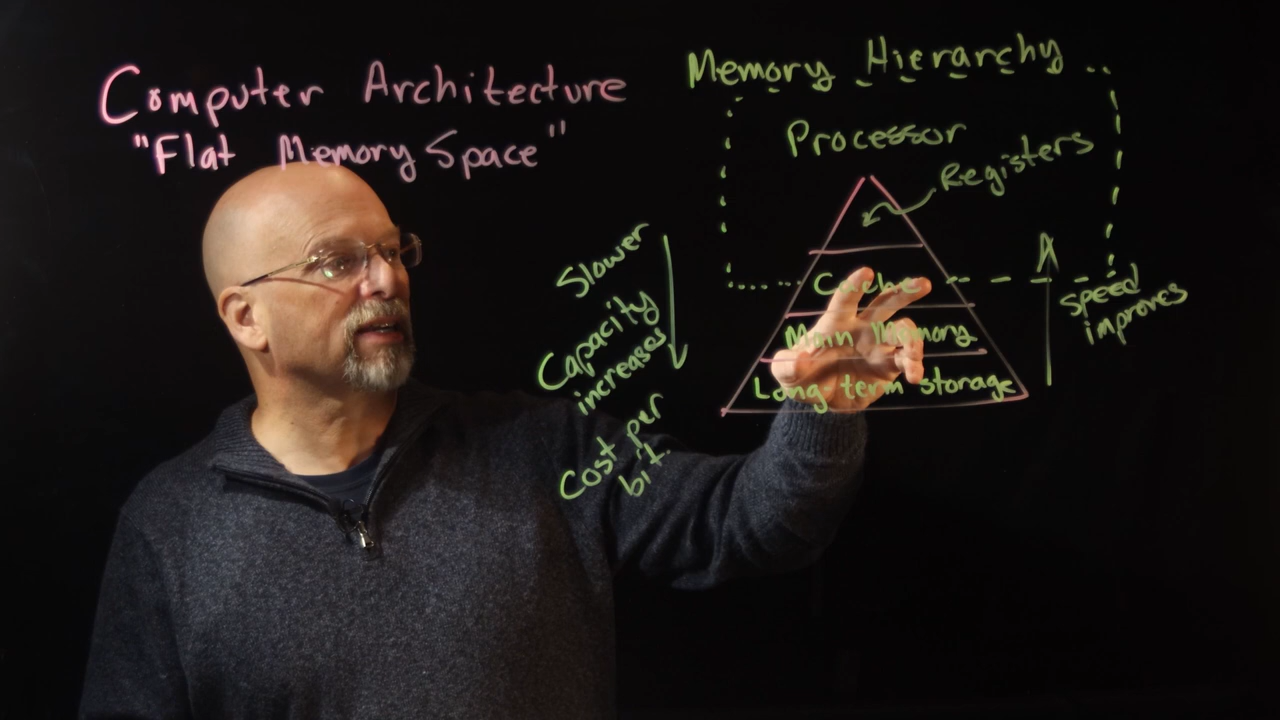 Computer Architecture
"Flat Memory Space"
Memory Hierarchy
Processor
Registers
Cache
Main Memory
Long-term storage
Slower
Capacity
increases
Cost per
bit
speed
improves